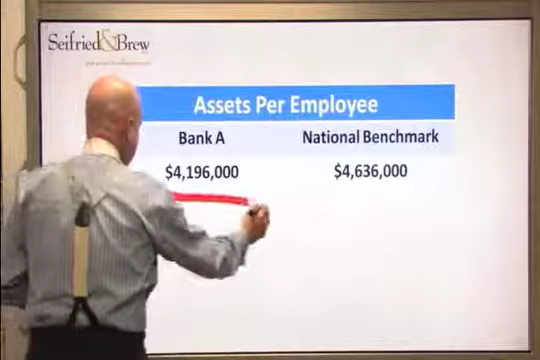 Seifried&Brew
Assets Per Employee
Bank A National Benchmark
$4,196,000 $4,636,000